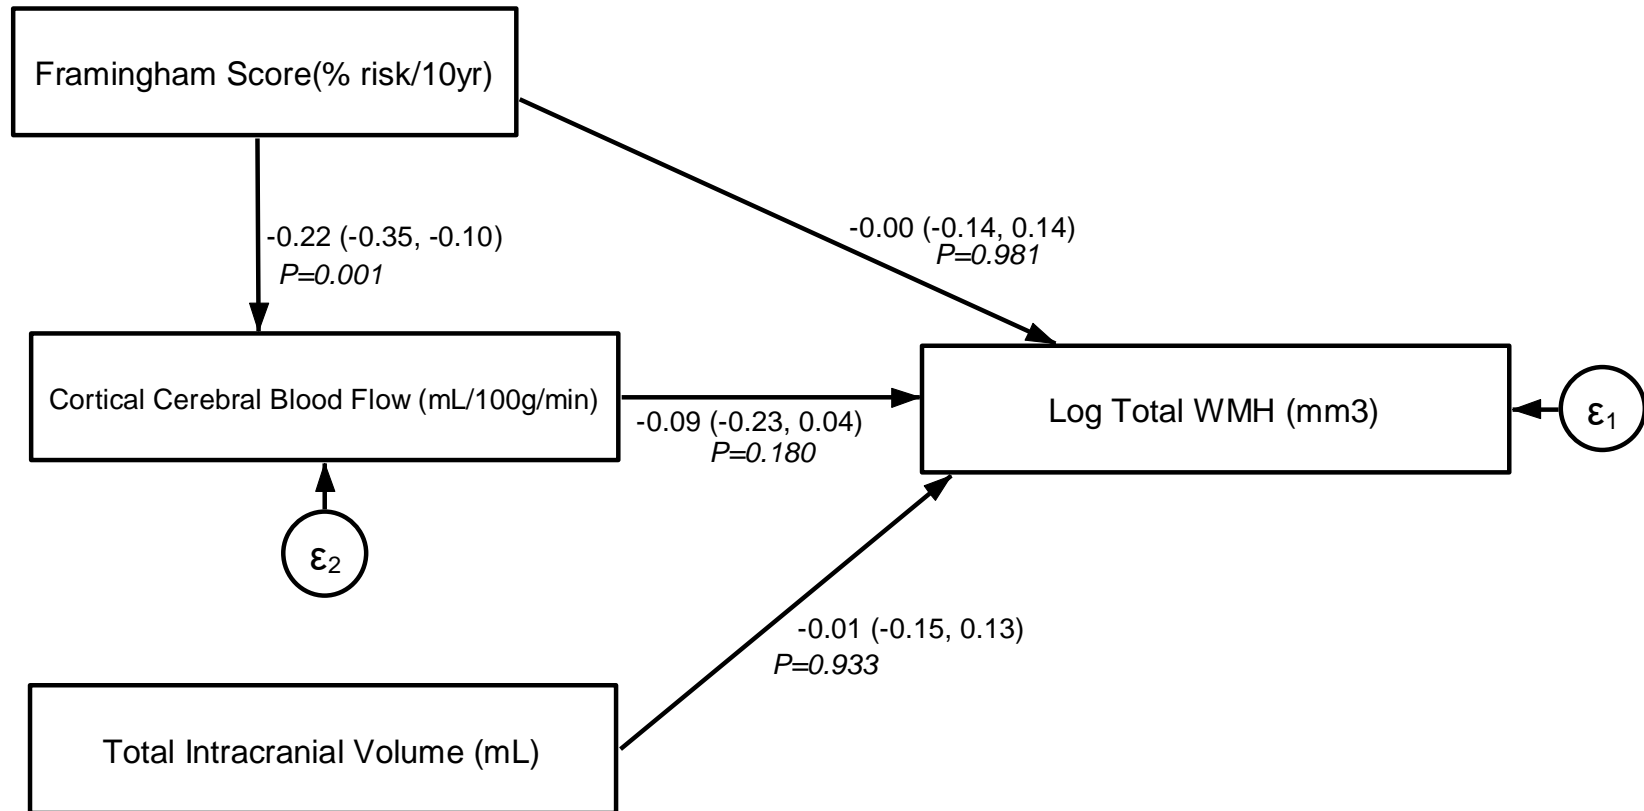 Framingham Score(% risk/10yr)
-0.22 (-0.35, -0.10)
P=0.001
-0.00 (-0.14, 0.14)
P=0.981
Cortical Cerebral Blood Flow (mL/100g/min)
-0.09 (-0.23, 0.04)
P=0.180
Log Total WMH (mm3)
ε1
ε2
-0.01 (-0.15, 0.13)
P=0.933
Total Intracranial Volume (mL)